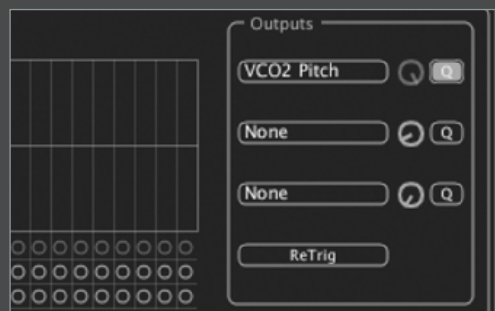 Outputs
VCO2 Pitch Q
None Q
None Q
ReTrig